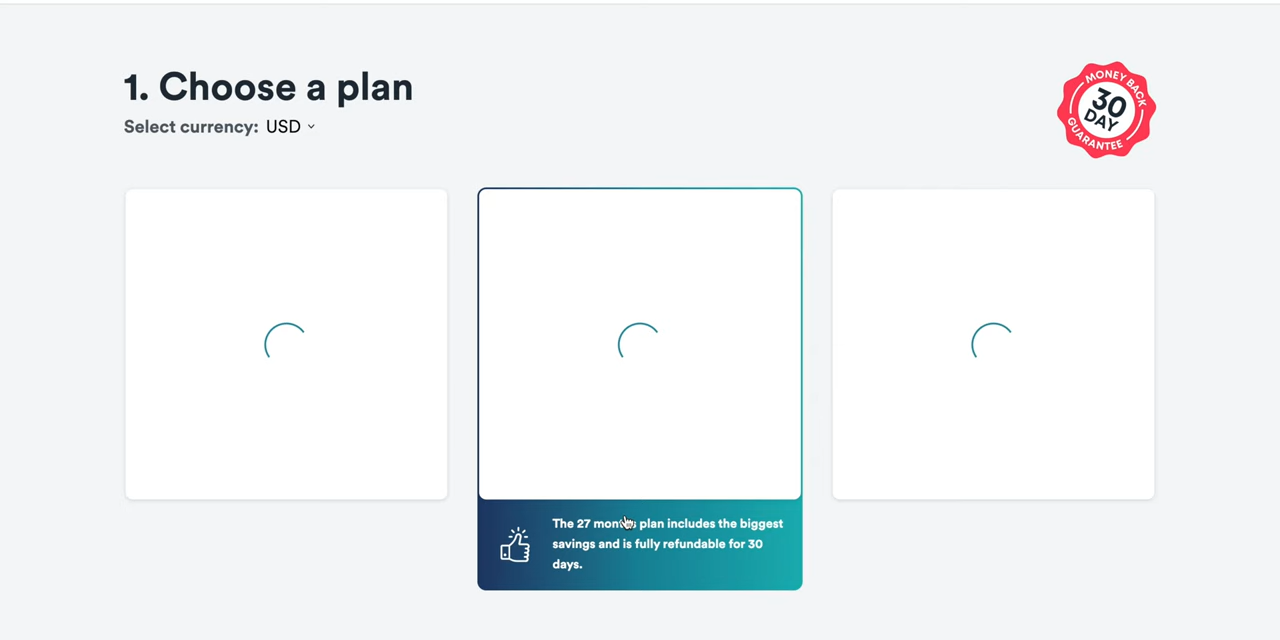 1. Choose a plan
Select currency: USD
MONEY BACK
30
DAY
GUARANTEE
The 27 month plan includes the biggest
savings and is fully refundable for 30
days.